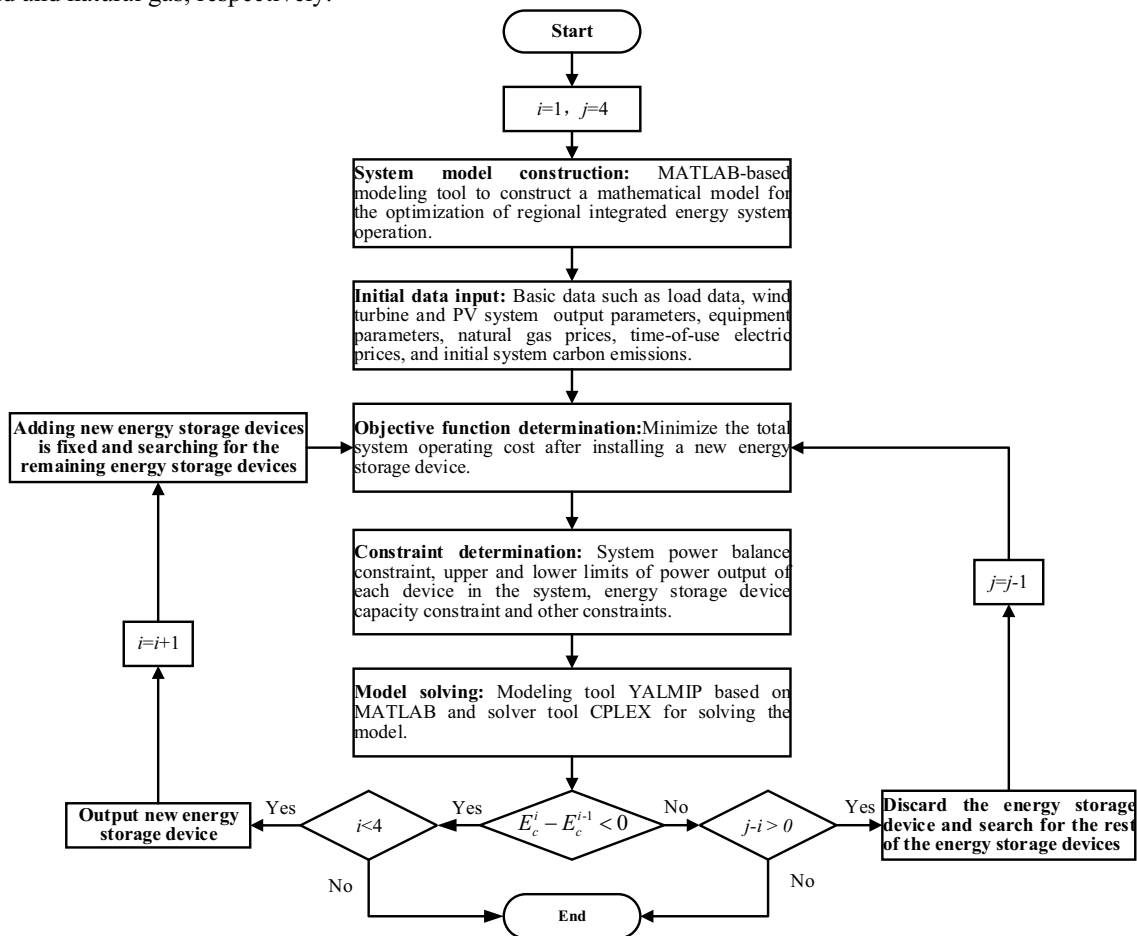 d and natural gas, respectively.
Start
i=1， j=4
System model construction: MATLAB-based
modeling tool to construct a mathematical model for
the optimization of regional integrated energy system
operation.
Initial data input: Basic data such as load data, wind
turbine and PV system output parameters, equipment
parameters, natural gas prices, time-of-use electric
prices, and initial system carbon emissions.
Adding new energy storage devices
is fixed and searching for the
remaining energy storage devices
Objective function determination:Minimize the total
system operating cost after installing a new energy
storage device.
Constraint determination: System power balance
constraint, upper and lower limits of power output of
each device in the system, energy storage device
capacity constraint and other constraints.
j=j-1
i=i+1
Model solving: Modeling tool YALMIP based on
MATLAB and solver tool CPLEX for solving the
model.
Output new energy
storage device
Yes
i<4
Yes
E_c^i − E_c^{i-1} < 0
No
j-i > 0
Yes
Discard the energy storage
device and search for the rest
of the energy storage devices
No
No
End